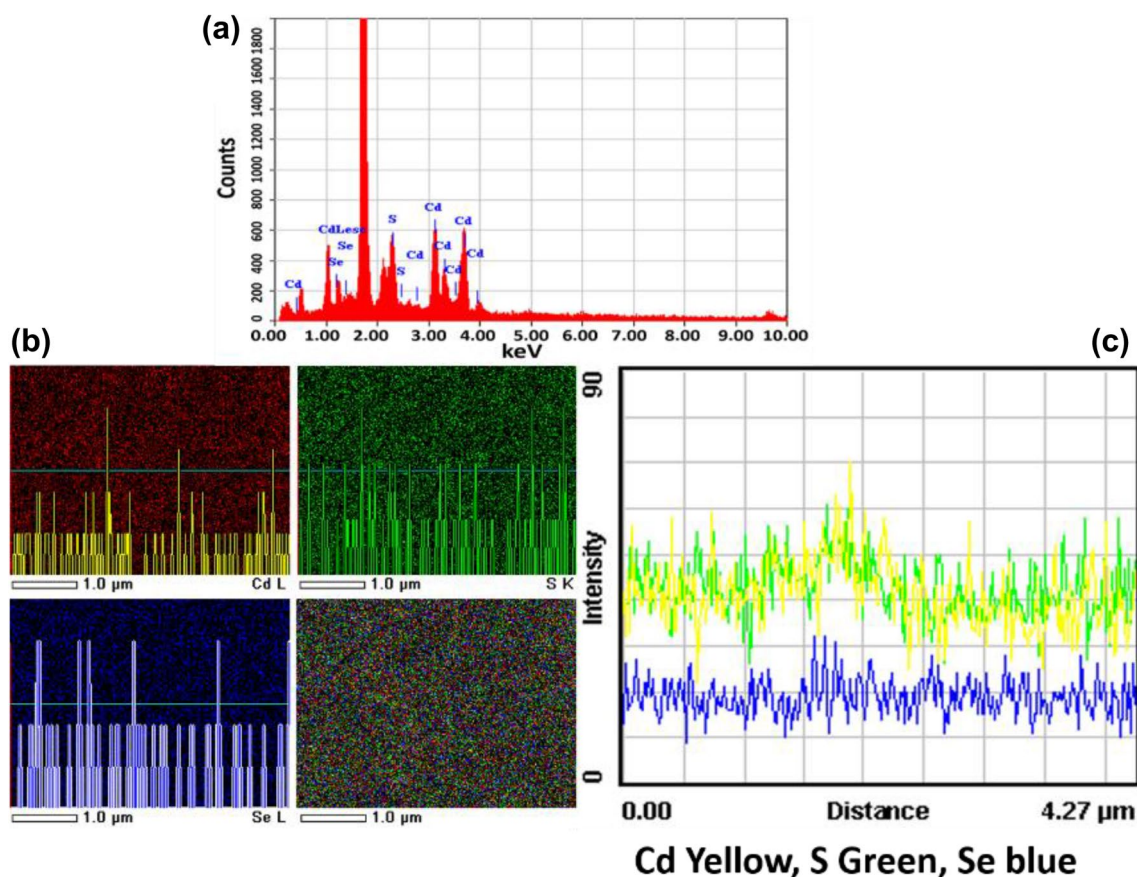 (a)
Counts
1800
1600
1400
1200
1000
800
600
400
200
0
CdLesc
Se
Se
Cd
S
S
Cd
Cd
Cd
Cd
Cd
Cd
0.00 1.00 2.00 3.00 4.00 5.00 6.00 7.00 8.00 9.00 10.00
keV
(b)
1.0 µm Cd L
1.0 µm S K
1.0 µm Se L
1.0 µm
(c)
90
Intensity
0
0.00 Distance 4.27 µm
Cd Yellow, S Green, Se blue